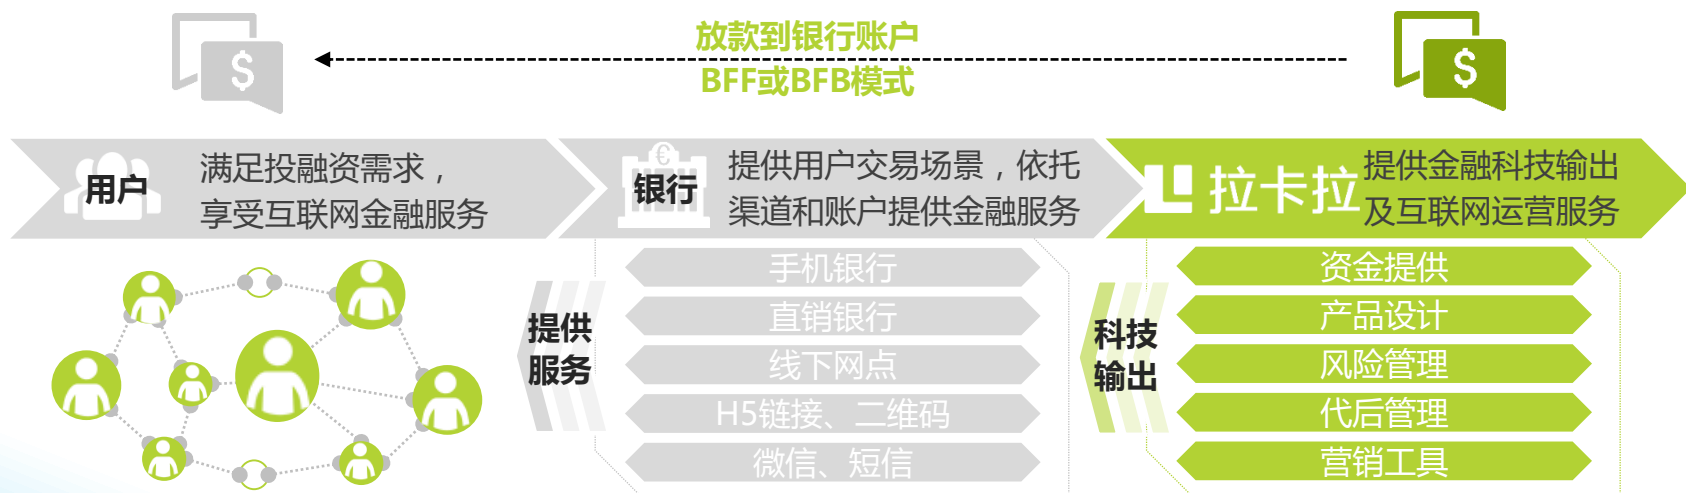 放款到银行账户
BFF或BFB模式
用户
满足投融资需求，
享受互联网金融服务
银行
提供用户交易场景，依托
渠道和账户提供金融服务
拉卡拉
提供金融科技输出
及互联网运营服务
提供
服务
手机银行
直销银行
线下网点
H5链接、二维码
微信、短信
科技
输出
资金提供
产品设计
风险管理
代后管理
营销工具